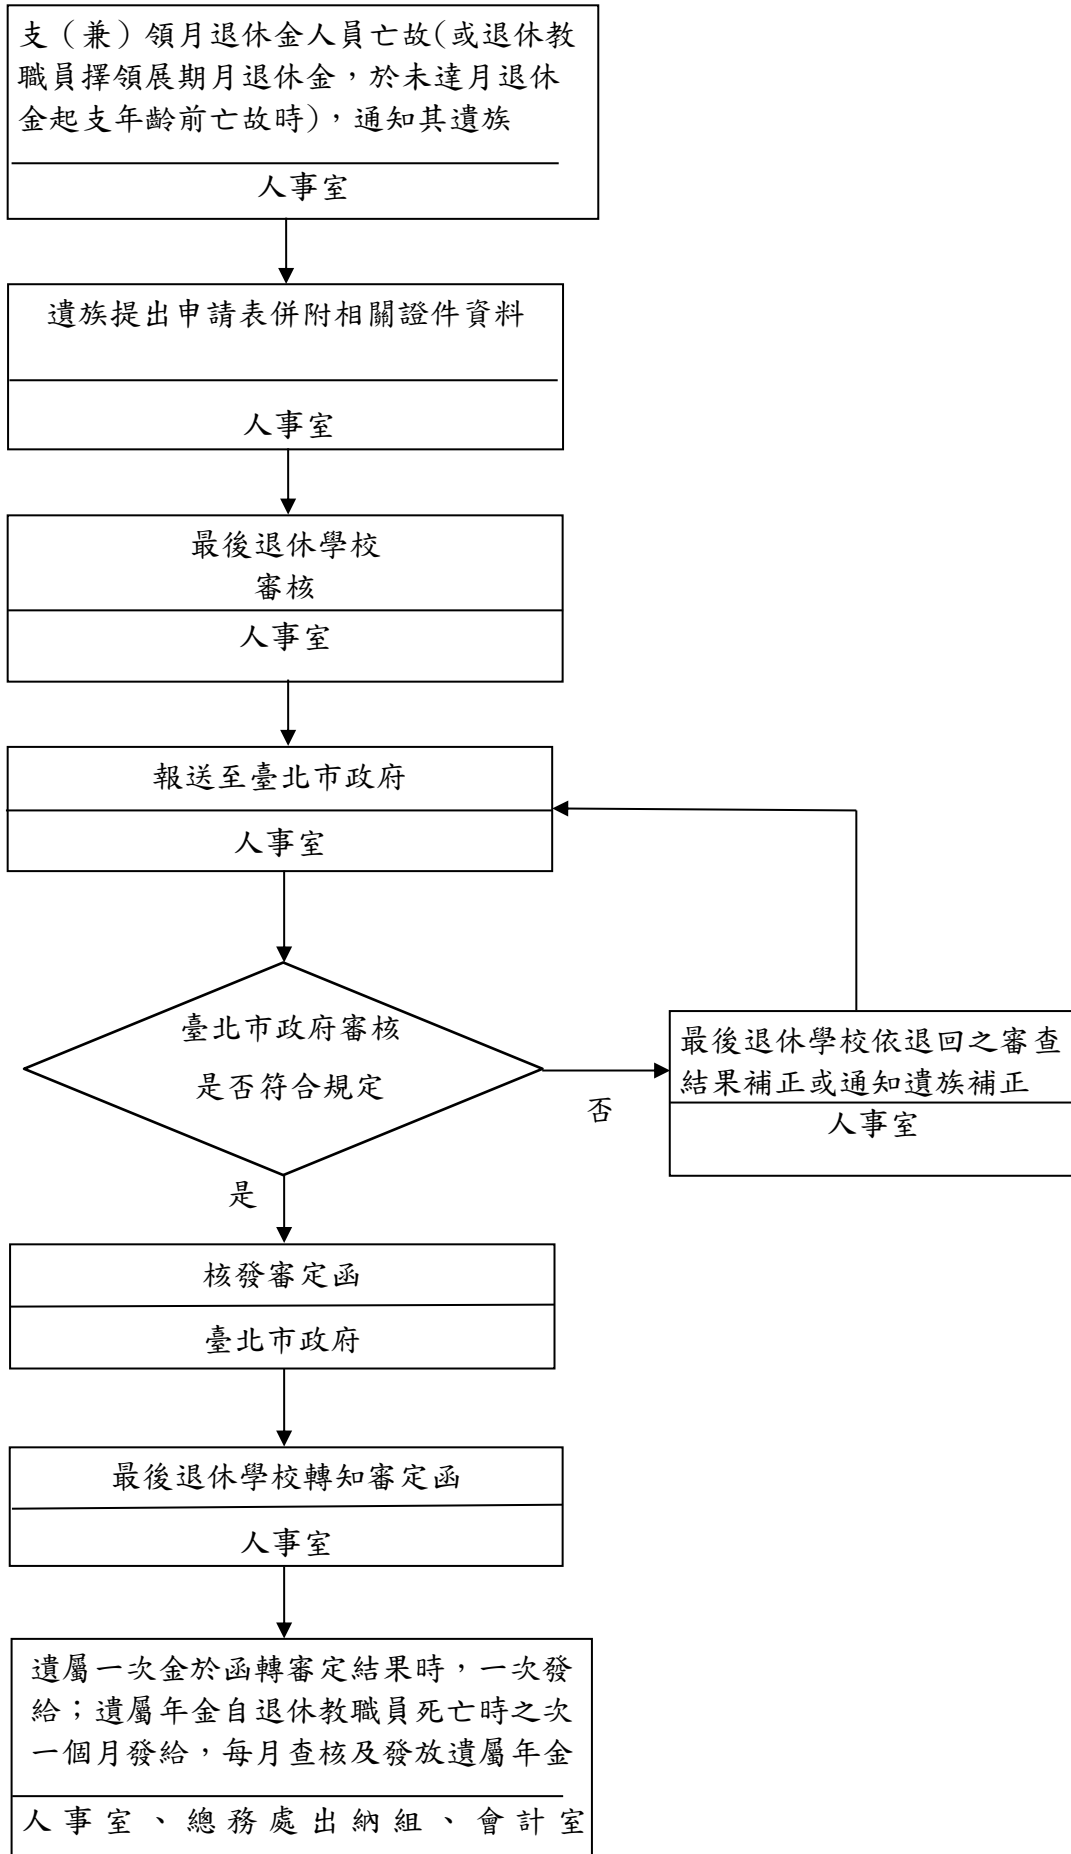 支（兼）領月退休金人員亡故(或退休教
職員擇領展期月退休金，於未達月退休
金起支年齡前亡故時)，通知其遺族
人事室
遺族提出申請表併附相關證件資料
人事室
最後退休學校
審核
人事室
報送至臺北市政府
人事室
臺北市政府審核
是否符合規定
否
最後退休學校依退回之審查
結果補正或通知遺族補正
人事室
是
核發審定函
臺北市政府
最後退休學校轉知審定函
人事室
遺屬一次金於函轉審定結果時，一次發
給；遺屬年金自退休教職員死亡時之次
一個月發給，每月查核及發放遺屬年金
人事室、總務處出納組、會計室